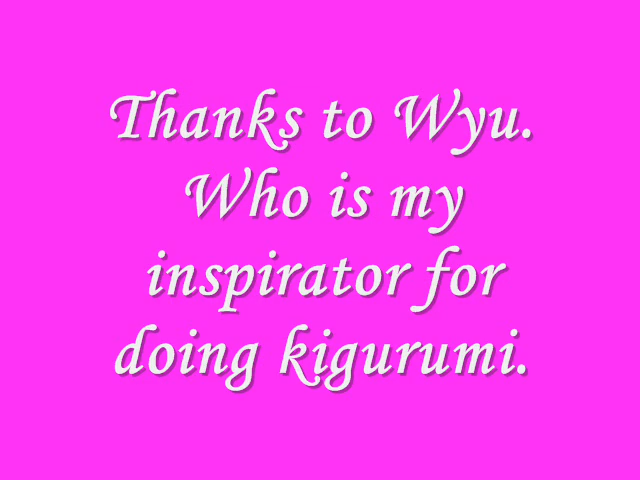 Thanks to Wyu.
Who is my
inspirator for
doing kigurumi.